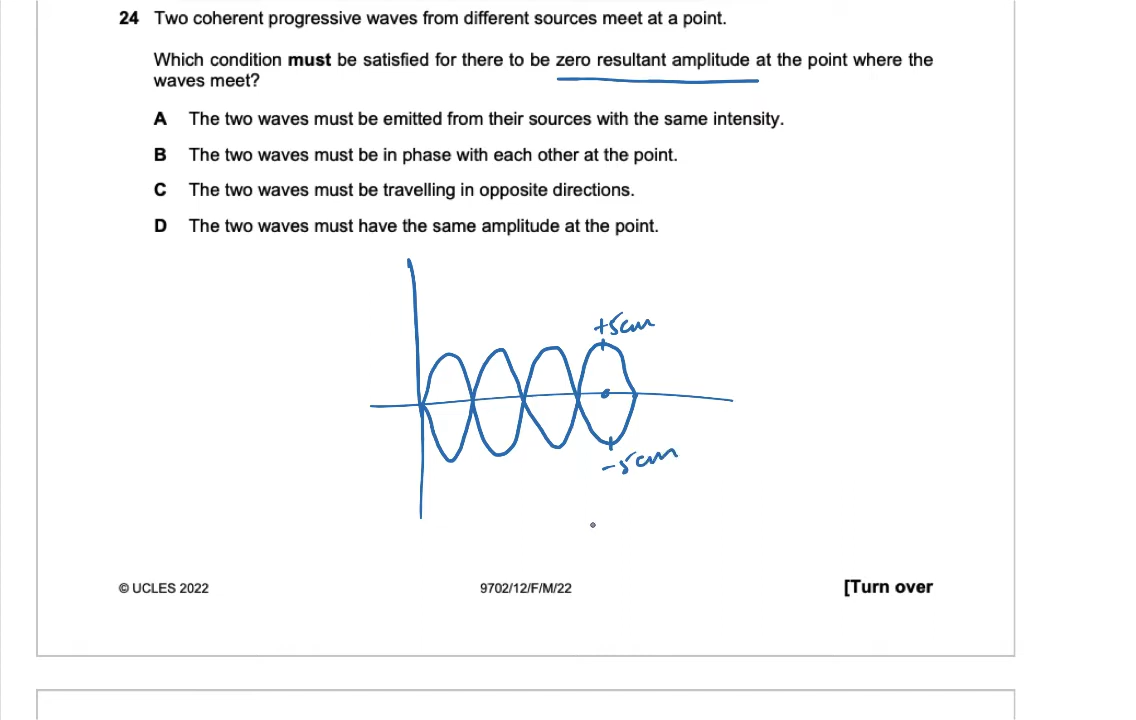 24 Two coherent progressive waves from different sources meet at a point.
Which condition must be satisfied for there to be zero resultant amplitude at the point where the
waves meet?
A The two waves must be emitted from their sources with the same intensity.
B The two waves must be in phase with each other at the point.
C The two waves must be travelling in opposite directions.
D The two waves must have the same amplitude at the point.
+5cm
-5cm
© UCLES 2022 9702/12/F/M/22 [Turn over